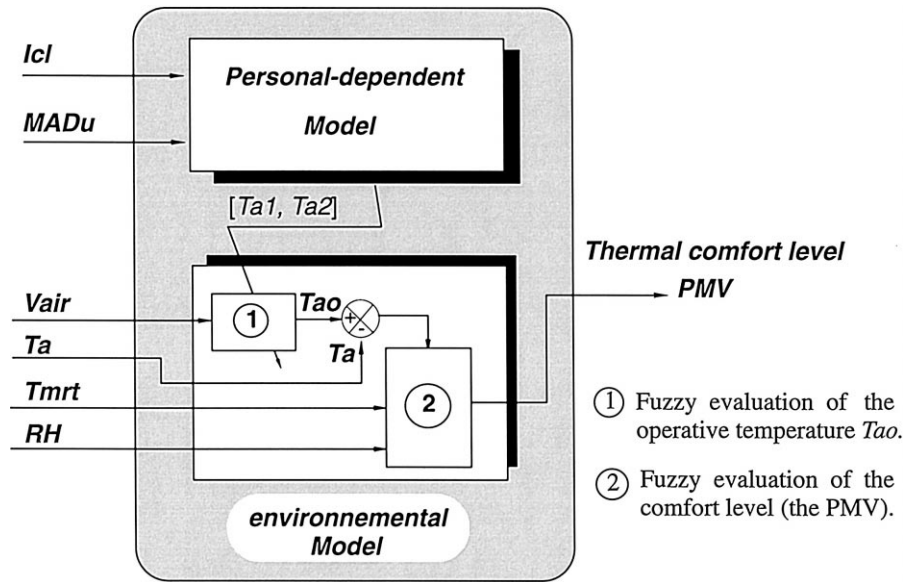 Icl
Personal-dependent
Model
MADu
[Ta1, Ta2]
Thermal comfort level
PMV
Vair
1
Tao
+
-
Ta
Ta
Tmrt
2
RH
1 Fuzzy evaluation of the
operative temperature Tao.
2 Fuzzy evaluation of the
comfort level (the PMV).
environnemental
Model